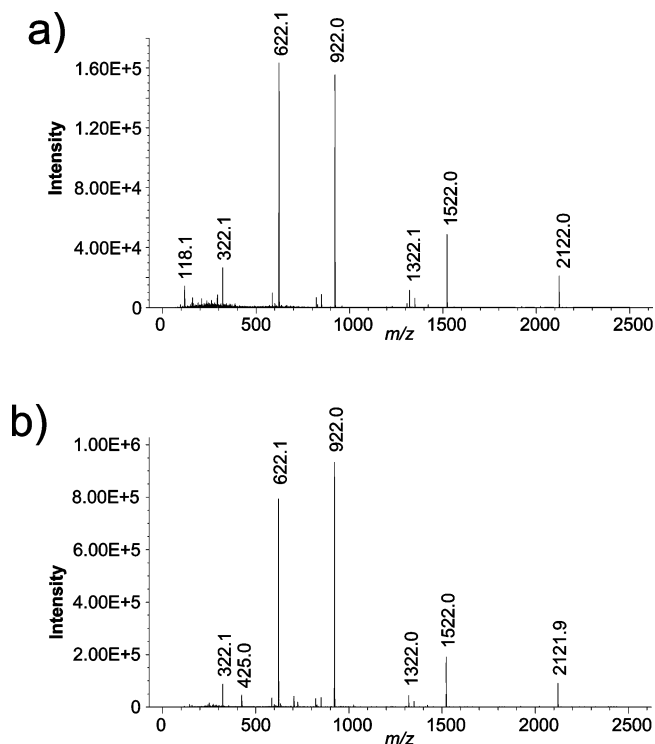 a)
1.60E+5
1.20E+5
8.00E+4
4.00E+4
0
Intensity
118.1
322.1
622.1
922.0
1322.1
1522.0
2122.0
0 500 1000 1500 2000 2500
m/z
b)
1.00E+6
8.00E+5
6.00E+5
4.00E+5
2.00E+5
0
Intensity
322.1
425.0
622.1
922.0
1322.0
1522.0
2121.9
0 500 1000 1500 2000 2500
m/z